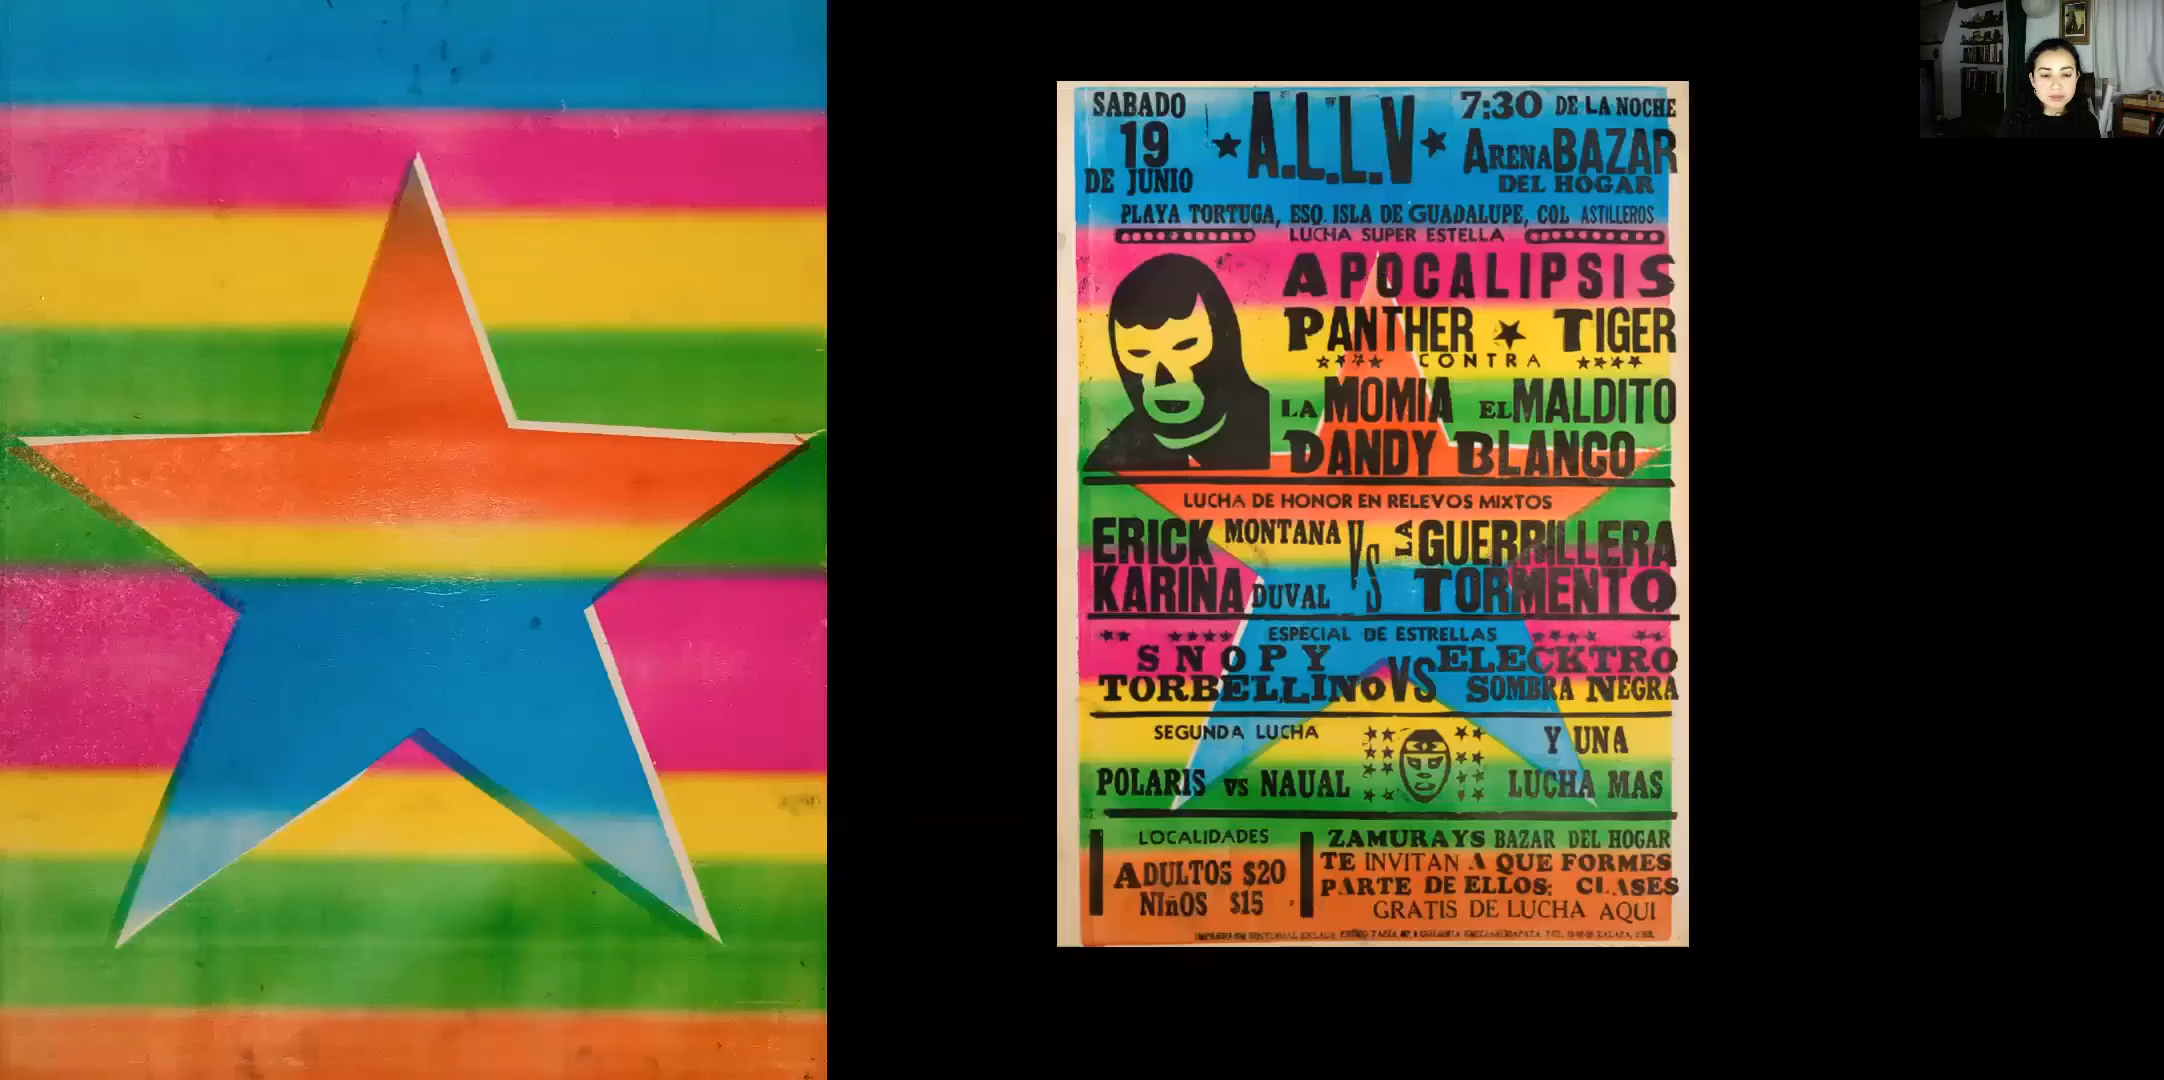 SABADO
19
DE JUNIO
A.L.L.V
7:30 DE LA NOCHE
ARENA BAZAR
DEL HOGAR
PLAYA TORTUGA, ESQ. ISLA DE GUADALUPE, COL ASTILLEROS
LUCHA SUPER ESTELLA
APOCALIPSIS
PANTHER TIGER
CONTRA
LA MOMIA EL MALDITO
DANDY BLANCO
LUCHA DE HONOR EN RELEVOS MIXTOS
ERICK MONTANA VS LA GUERRILLERA
KARINA DUVAL TORMENTO
ESPECIAL DE ESTRELLAS
SNOPY VS ELECKTRO
TORBELLINO SOMBRA NEGRA
SEGUNDA LUCHA
POLARIS VS NAUAL
Y UNA
LUCHA MAS
LOCALIDADES
ADULTOS $20
NIñOS $15
ZAMURAYS BAZAR DEL HOGAR
TE INVITAN A QUE FORMES
PARTE DE ELLOS: CLASES
GRATIS DE LUCHA AQUI